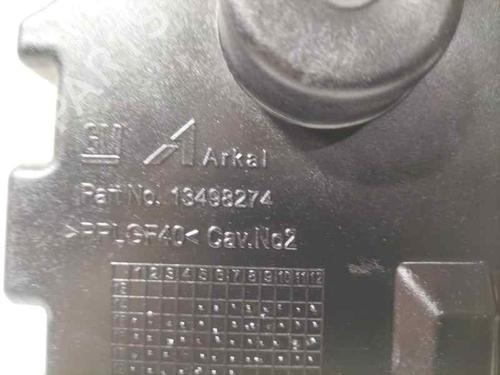 GM Arkal
Part No. 13498274
>PPLGF40< Cav.No2
1 2 3 4 5 6 7 8 9 10 11 12